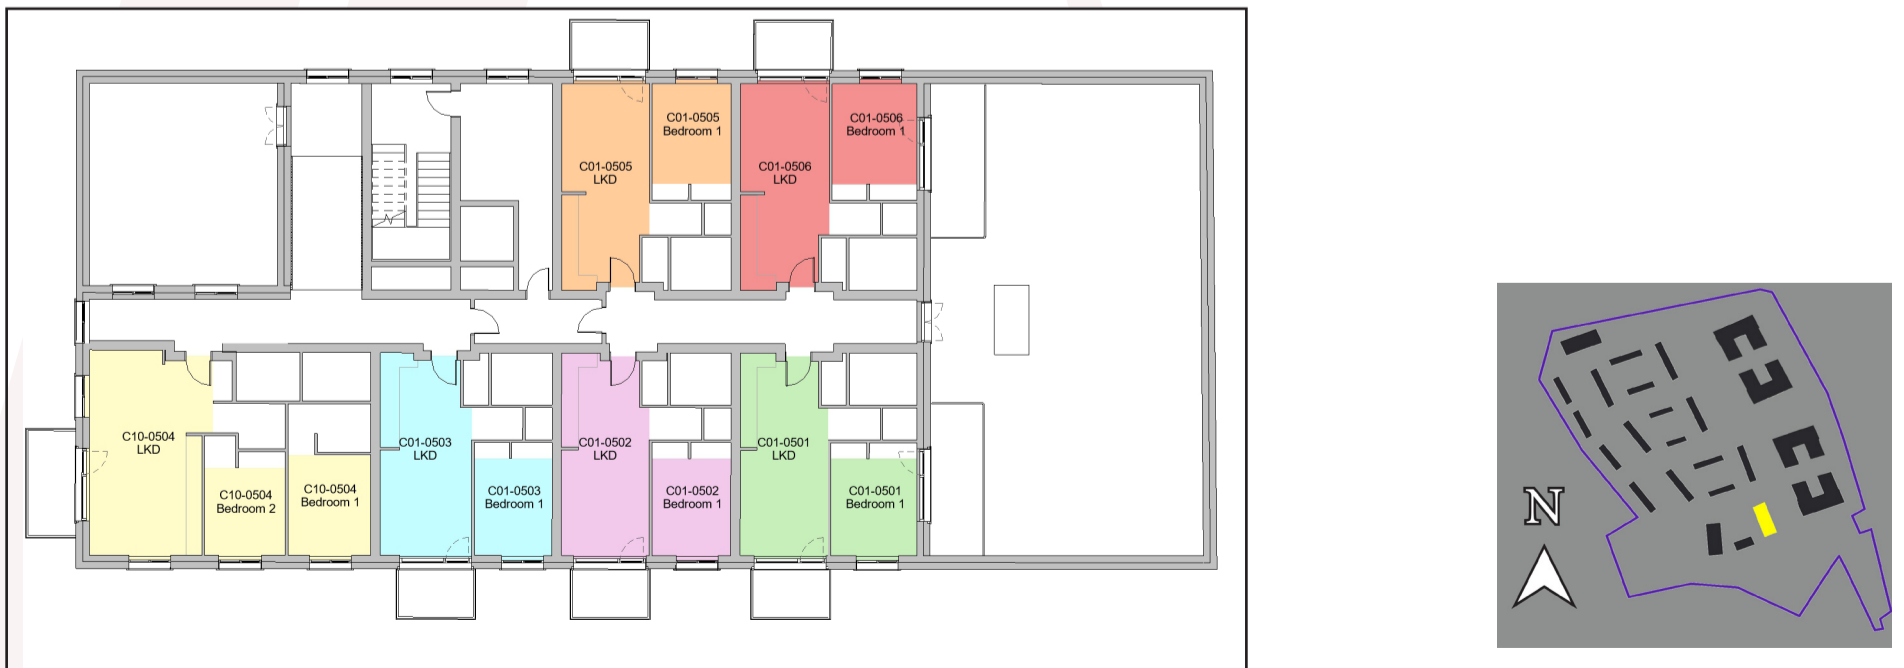 C01-0505
Bedroom 1
C01-0506
Bedroom 1
C01-0505
LKD
C01-0506
LKD
C10-0504
LKD
C01-0503
LKD
C01-0502
LKD
C01-0501
LKD
C10-0504
Bedroom 2
C10-0504
Bedroom 1
C01-0503
Bedroom 1
C01-0502
Bedroom 1
C01-0501
Bedroom 1
N